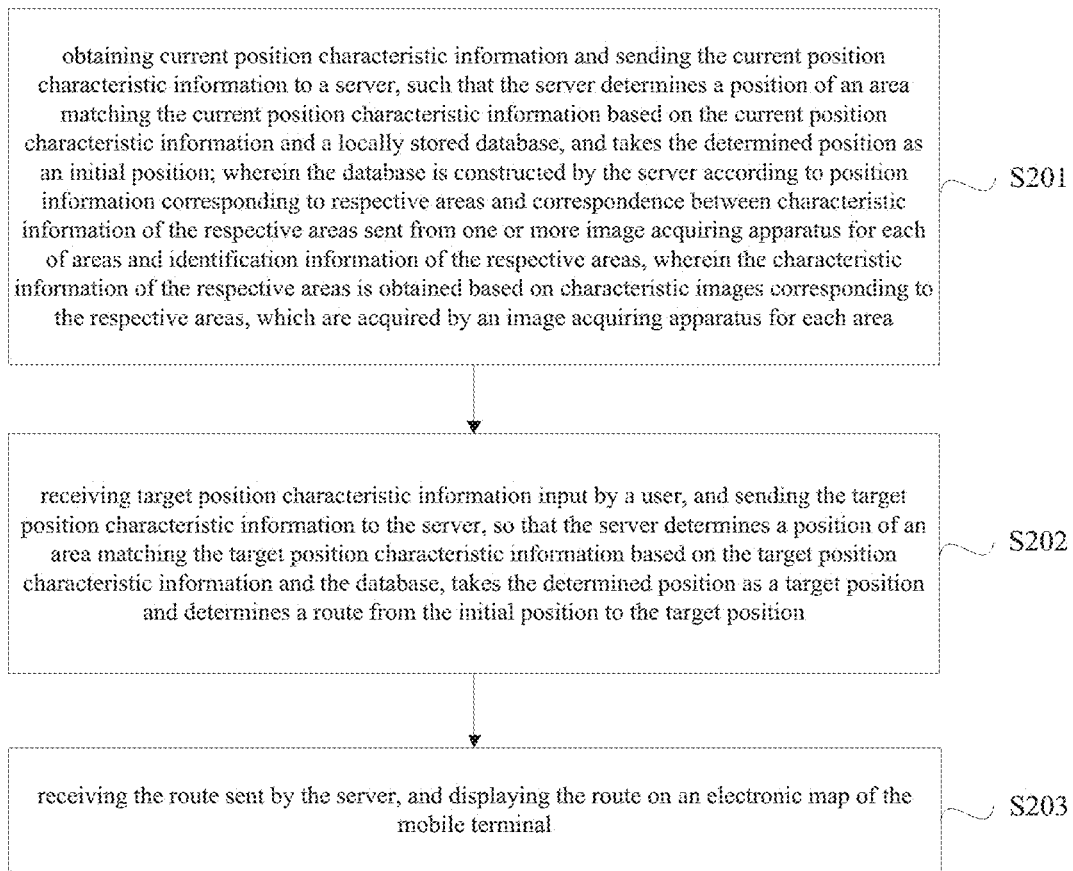 obtaining current position characteristic information and sending the current position
characteristic information to a server, such that the server determines a position of an area
matching the current position characteristic information based on the current position
characteristic information and a locally stored database, and takes the determined position as
an initial position; wherein the database is constructed by the server according to position
information corresponding to respective areas and correspondence between characteristic
information of the respective areas sent from one or more image acquiring apparatus for each
of areas and identification information of the respective areas, wherein the characteristic
information of the respective areas is obtained based on characteristic images corresponding to
the respective areas, which are acquired by an image acquiring apparatus for each area
S201
receiving target position characteristic information input by a user, and sending the target
position characteristic information to the server, so that the server determines a position of an
area matching the target position characteristic information based on the target position
characteristic information and the database, takes the determined position as a target position
and determines a route from the initial position to the target position
S202
receiving the route sent by the server, and displaying the route on an electronic map of the
mobile terminal
S203